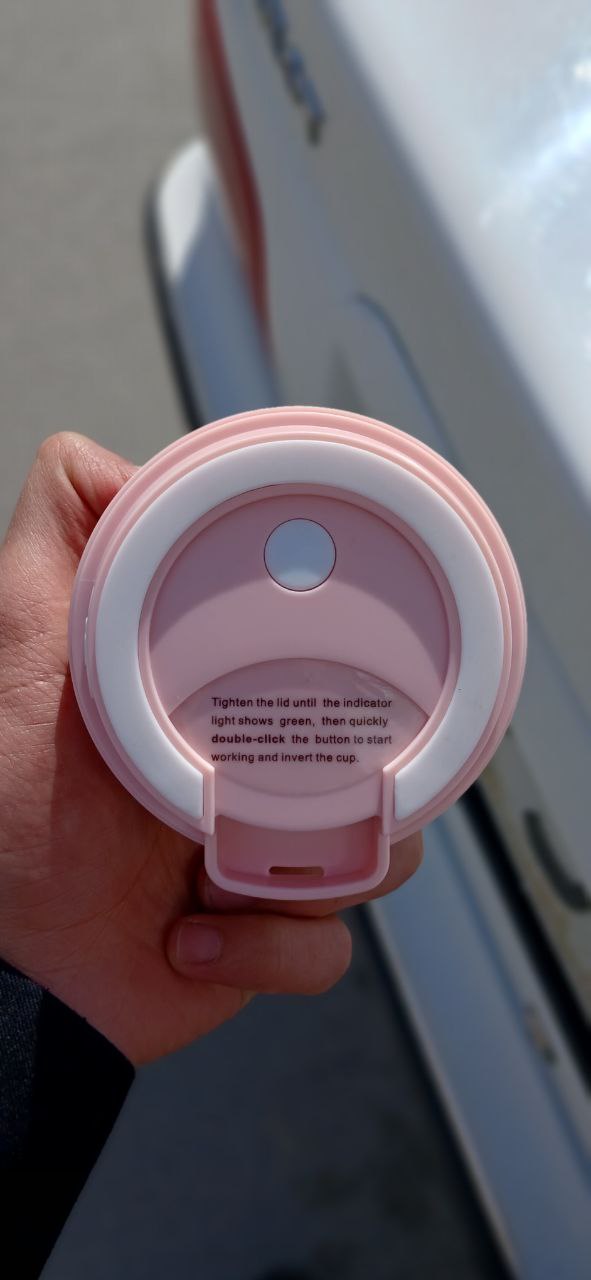 Tighten the lid until the indicator
light shows green, then quickly
double-click the button to start
working and invert the cup.